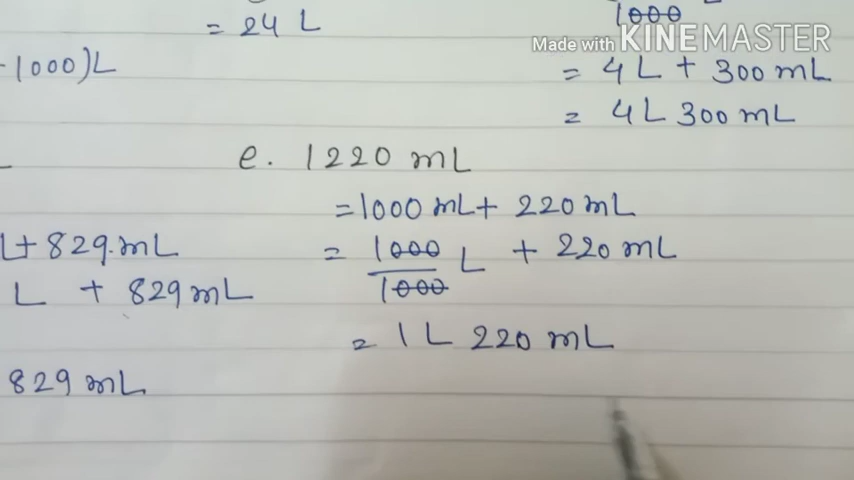 = 24 L
1000
Made with KINEMASTER
-1000)L
= 4 L + 300 mL
= 4L 300 mL
e. 1220 mL
= 1000 mL + 220 mL
L + 829 mL
= 1000 L + 220 mL
1000
L + 829 mL
= 1 L 220 mL
829 mL